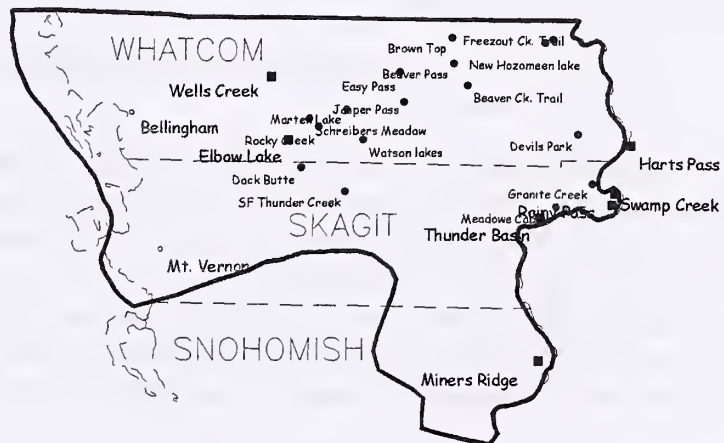 WHATCOM
Brown Top
Freezout Ck. Trail
Beaver Pass
New Hozomeen lake
Wells Creek
Easy Pass
Beaver Ck. Trail
Jasper Pass
Marten Lake
Bellingham
Schreibers Meadow
Rocky Creek
Devils Park
Watson lakes
Elbow Lake
Harts Pass
Dock Butte
Granite Creek
SF Thunder Creek
Rainy Pass
Swamp Creek
SKAGIT
Thunder Basin
Mt. Vernon
SNOHOMISH
Miners Ridge